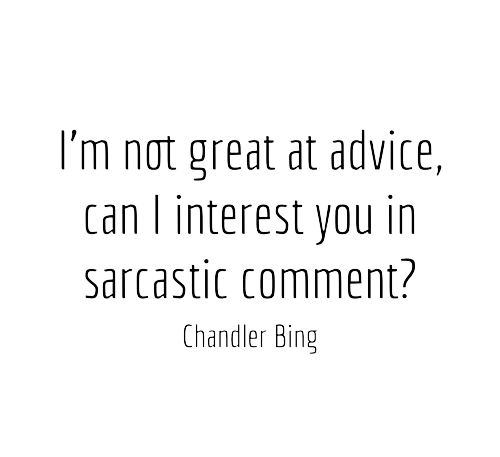 I'm not great at advice,
can I interest you in
sarcastic comment?
Chandler Bing